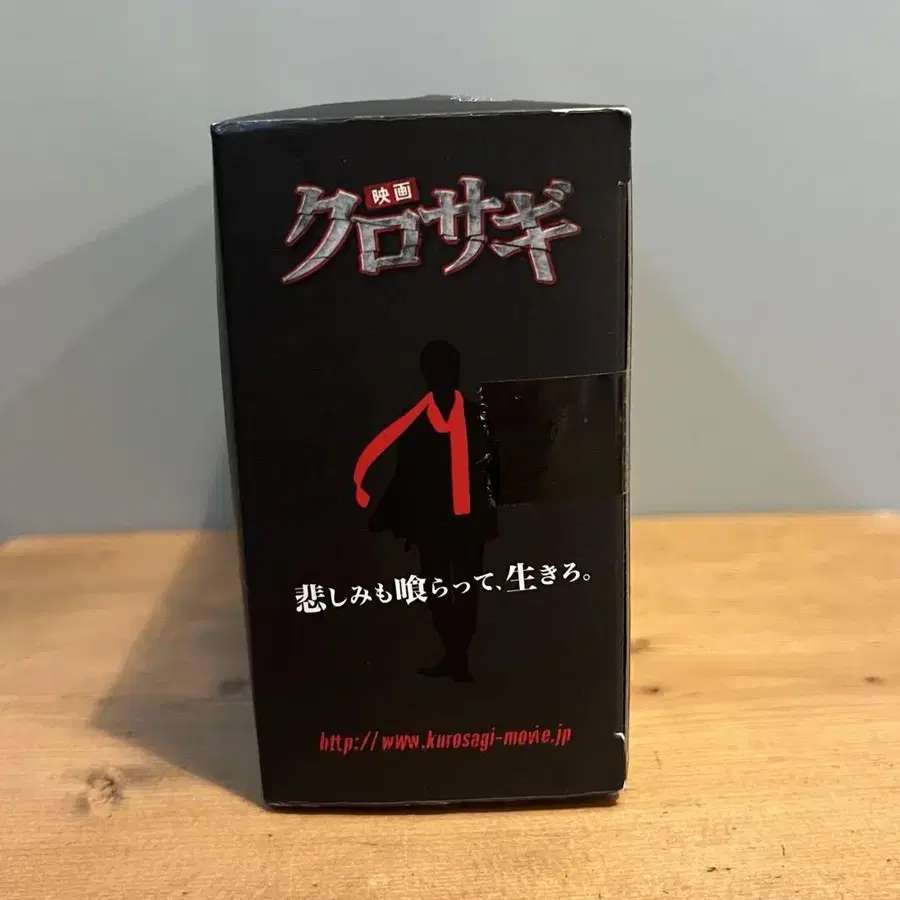 映画
クロサギ
悲しみも喰らって、生きろ。
http://www.kurosagi-movie.jp